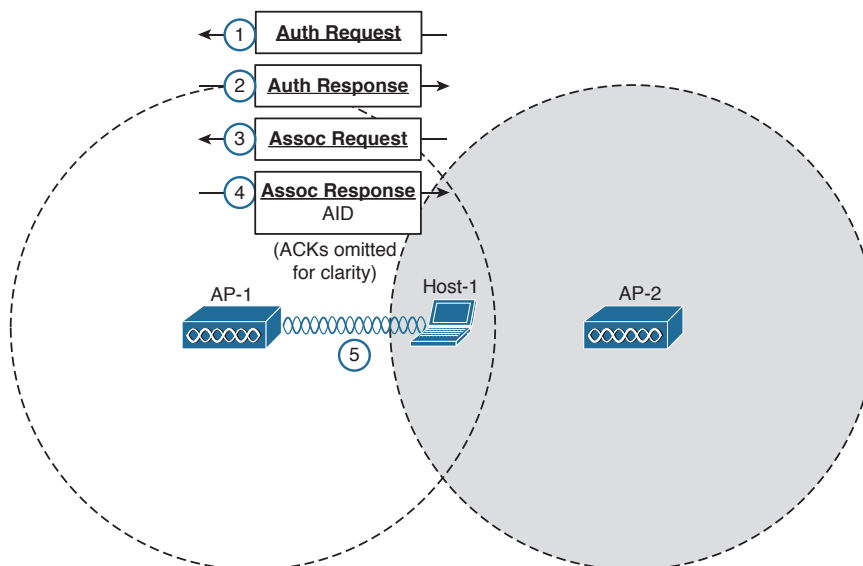 1 Auth Request
2 Auth Response
3 Assoc Request
4 Assoc Response
AID
(ACKs omitted
for clarity)
AP-1
Host-1
AP-2
5